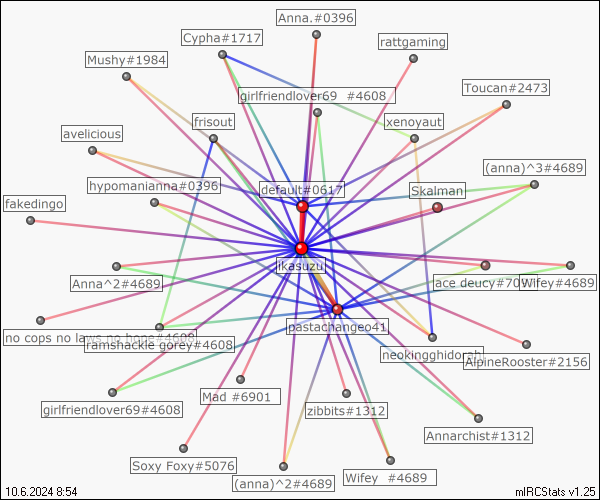 Anna.#0396
Cypha#1717
rattgaming
Mushy#1984
Toucan#2473
girlfriendlover69 #4608
frisout
xenoyaut
avelicious
(anna)^3#4689
hypomanianna#0396
default#0617
Skalman
fakedingo
ikasuzu
Anna^2#4689
ace deucy#70
Wifey#4689
pastachangeo41
no cops no laws no hope#4608
ramshackle gorey#4608
neokingghidorah
AlpineRooster#2156
Mad #6901
girlfriendlover69#4608
zibbits#1312
Annarchist#1312
Soxy Foxy#5076
(anna)^2#4689
Wifey #4689
10.6.2024 8:54
mIRCStats v1.25